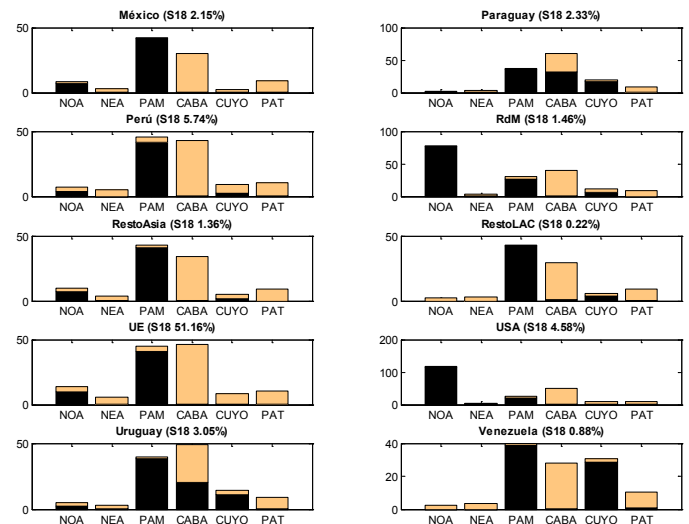 México (S18 2.15%)
50
0
NOA NEA PAM CABA CUYO PAT
Paraguay (S18 2.33%)
100
50
0
NOA NEA PAM CABA CUYO PAT
Perú (S18 5.74%)
50
0
NOA NEA PAM CABA CUYO PAT
RdM (S18 1.46%)
100
50
0
NOA NEA PAM CABA CUYO PAT
RestoAsia (S18 1.36%)
50
0
NOA NEA PAM CABA CUYO PAT
RestoLAC (S18 0.22%)
50
0
NOA NEA PAM CABA CUYO PAT
UE (S18 51.16%)
50
0
NOA NEA PAM CABA CUYO PAT
USA (S18 4.58%)
200
100
0
NOA NEA PAM CABA CUYO PAT
Uruguay (S18 3.05%)
50
0
NOA NEA PAM CABA CUYO PAT
Venezuela (S18 0.88%)
40
20
0
NOA NEA PAM CABA CUYO PAT